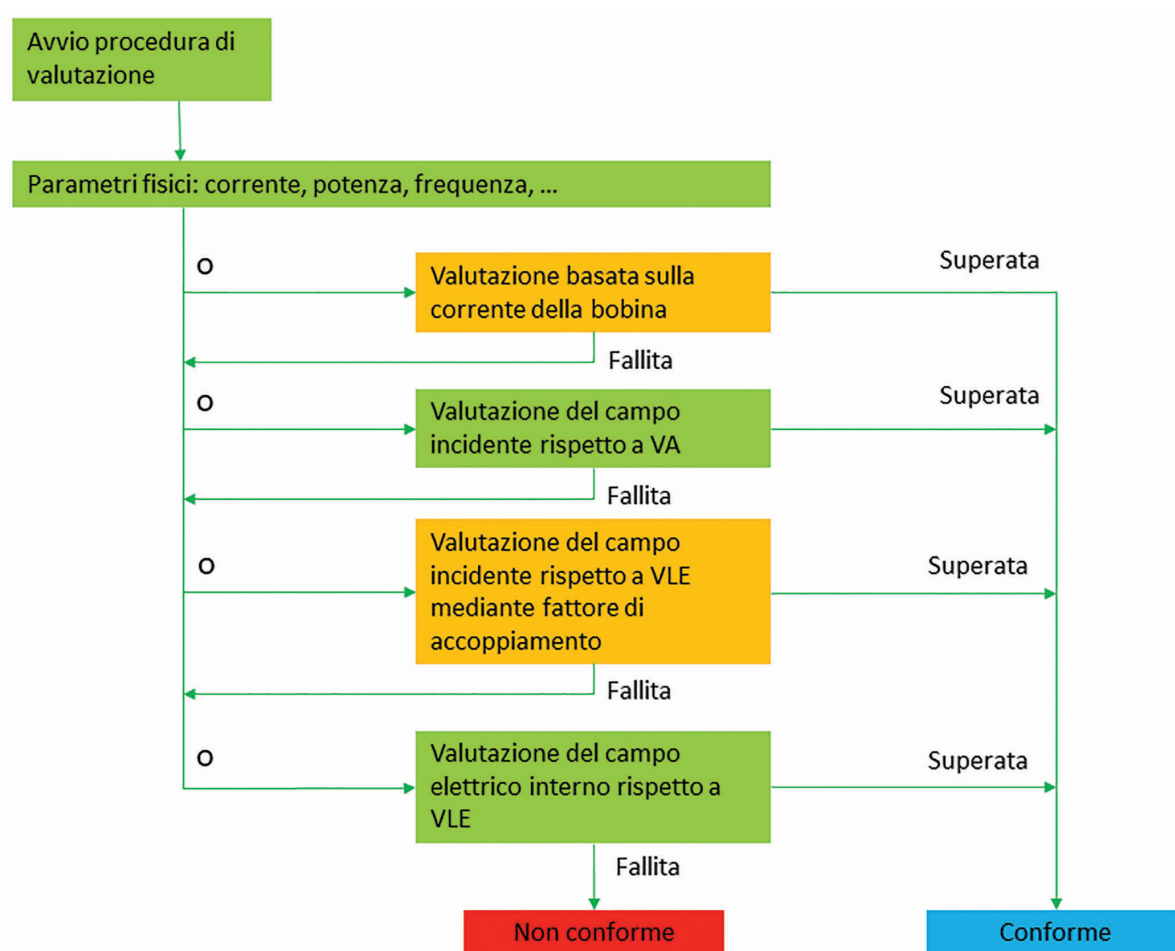 Avvio procedura di
valutazione
Parametri fisici: corrente, potenza, frequenza, ...
O
Valutazione basata sulla
corrente della bobina
Superata
Fallita
O
Valutazione del campo
incidente rispetto a VA
Superata
Fallita
O
Valutazione del campo
incidente rispetto a VLE
mediante fattore di
accoppiamento
Superata
Fallita
O
Valutazione del campo
elettrico interno rispetto a
VLE
Superata
Fallita
Non conforme
Conforme